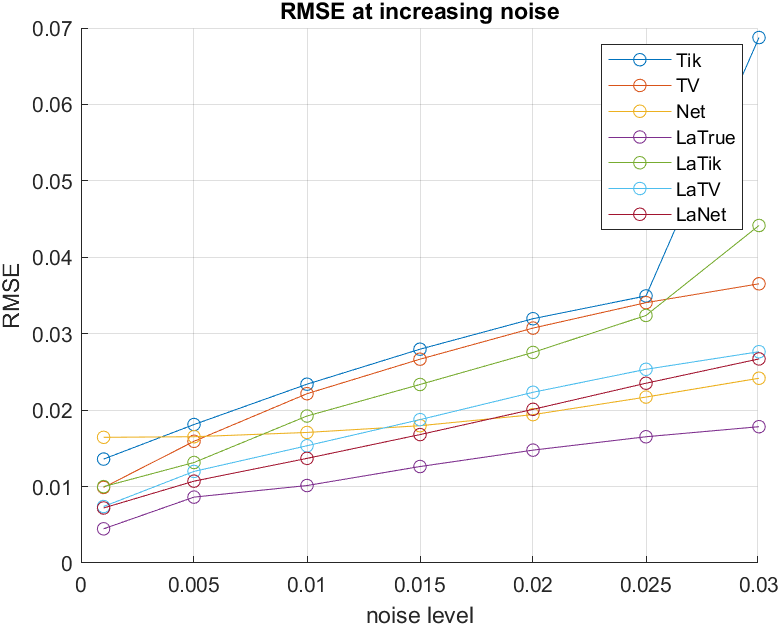 RMSE at increasing noise
0.07
0.06
0.05
0.04
0.03
0.02
0.01
0
RMSE
Tik
TV
Net
LaTrue
LaTik
LaTV
LaNet
0 0.005 0.01 0.015 0.02 0.025 0.03
noise level